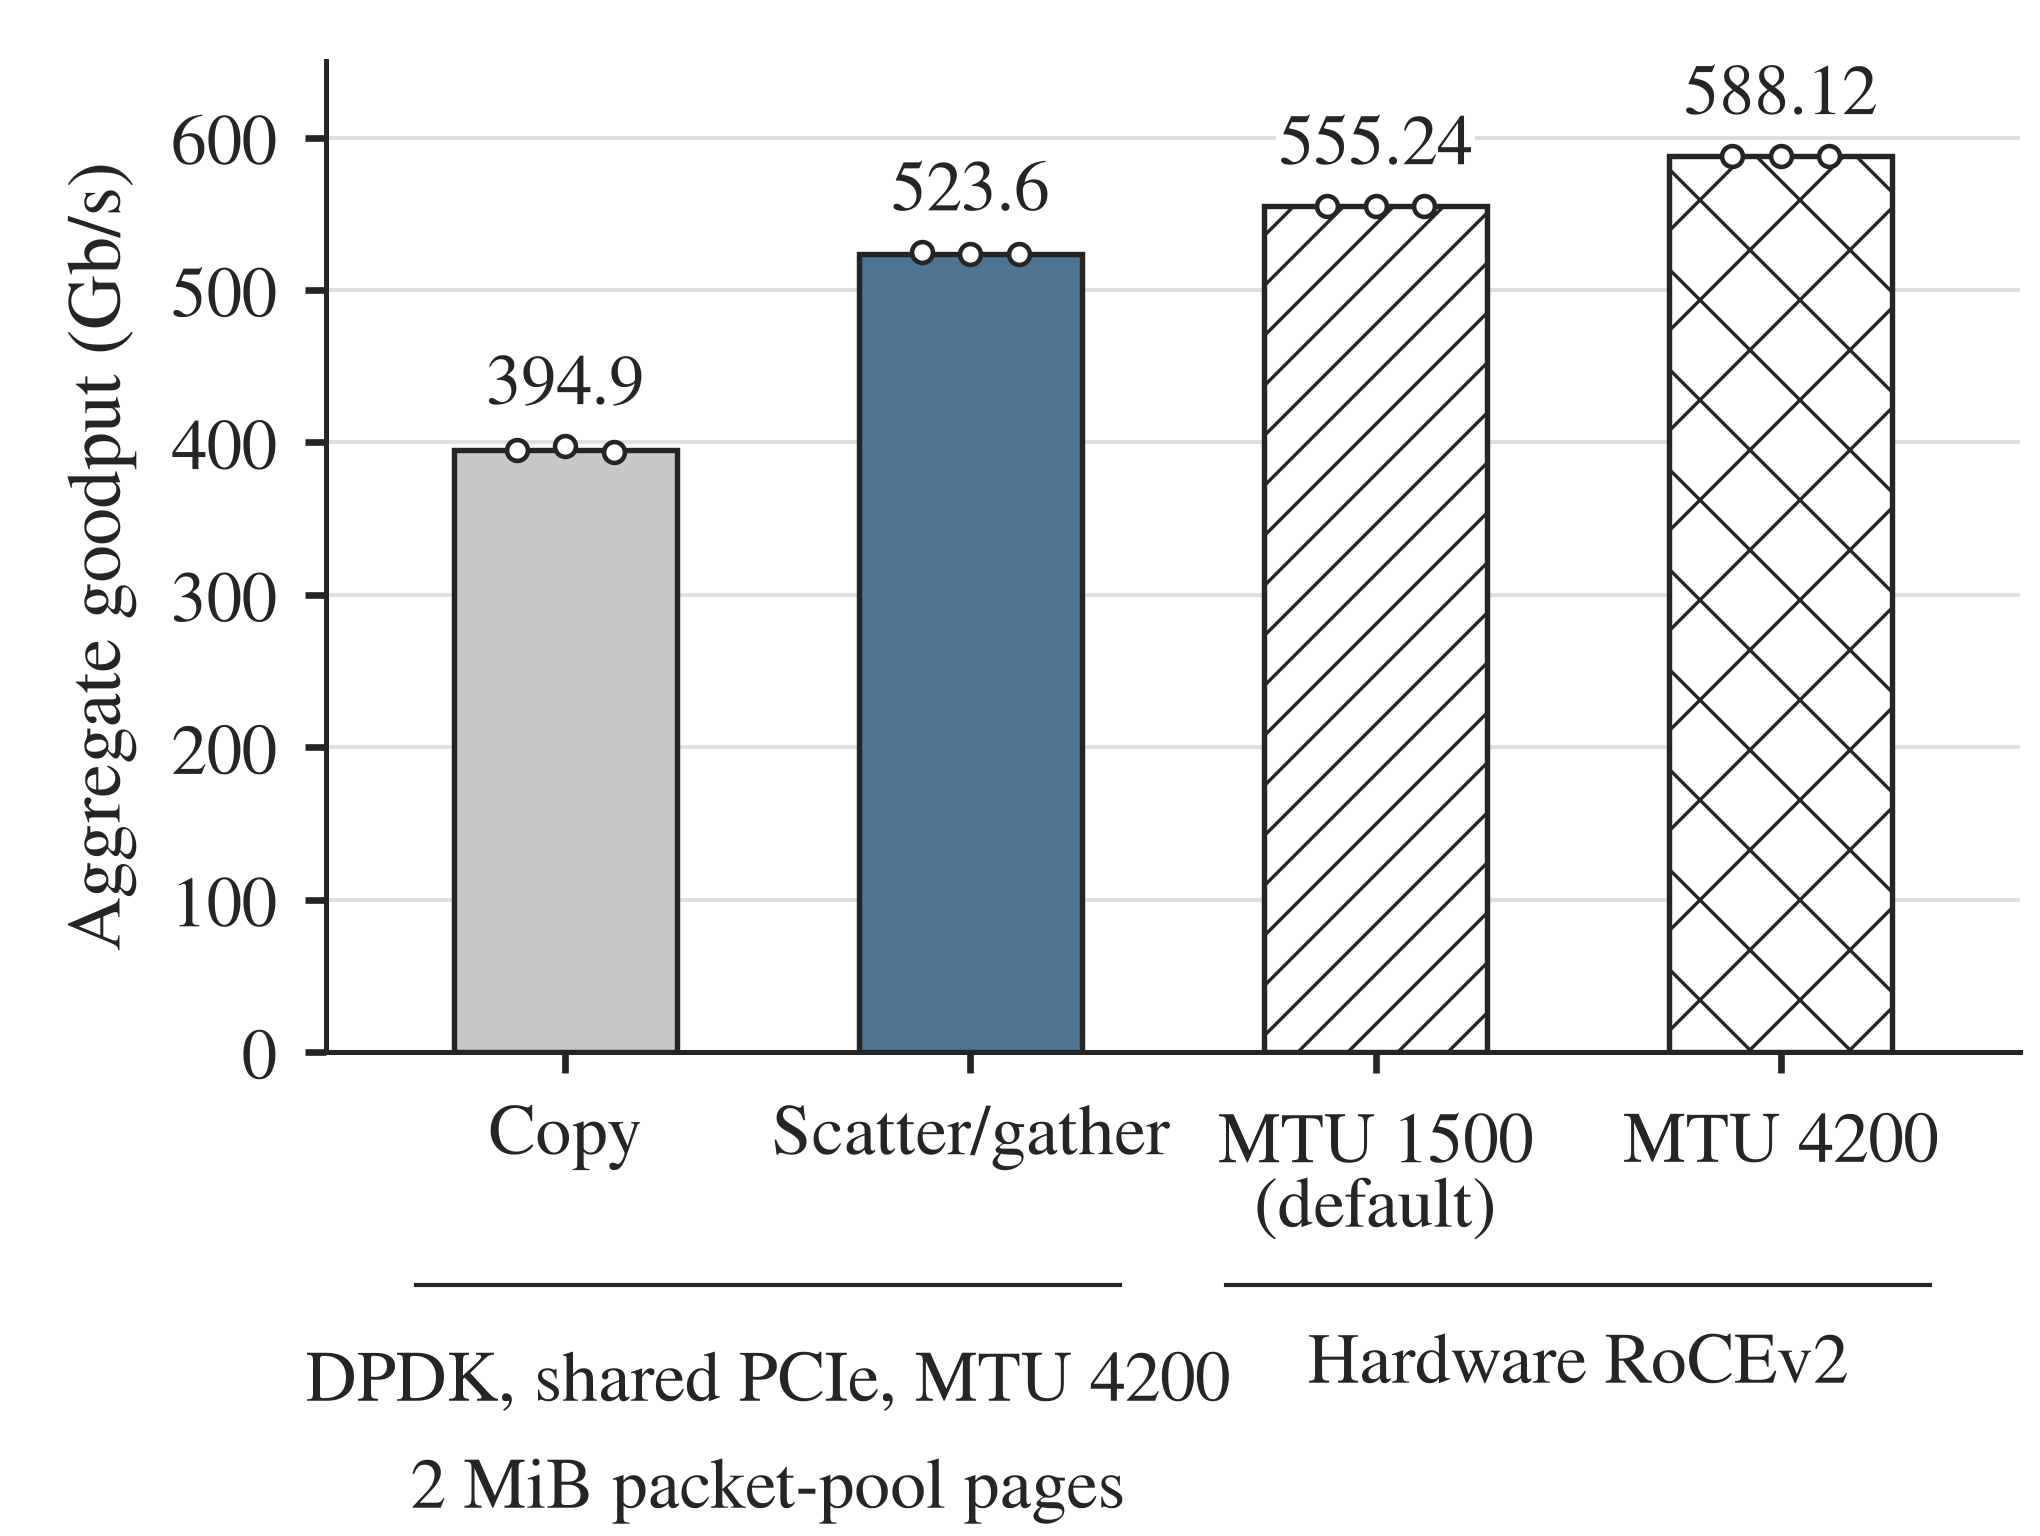 Aggregate goodput (Gb/s)
600
500
400
300
200
100
0
394.9
523.6
555.24
588.12
Copy
Scatter/gather
MTU 1500
(default)
MTU 4200
DPDK, shared PCIe, MTU 4200
2 MiB packet-pool pages
Hardware RoCEv2